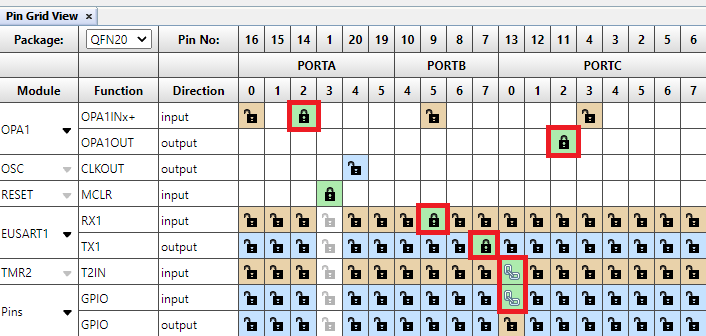 Pin Grid View ×
Package: QFN20 Pin No: 16 15 14 1 20 19 10 9 8 7 13 12 11 4 3 2 5 6
PORTA PORTB PORTC
Module Function Direction 0 1 2 3 4 5 4 5 6 7 0 1 2 3 4 5 6 7
OPA1 OPA1INx+ input
OPA1OUT output
OSC CLKOUT output
RESET MCLR input
EUSART1 RX1 input
TX1 output
TMR2 T2IN input
Pins GPIO input
GPIO output